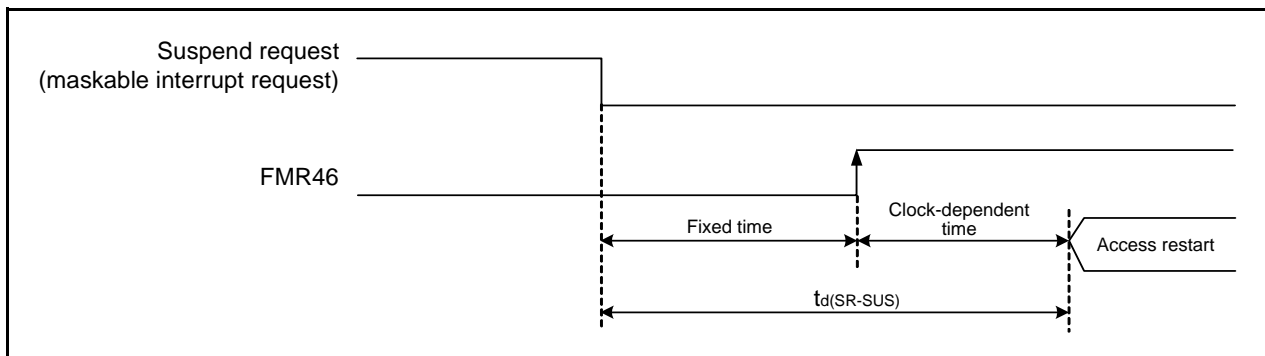 Suspend request
(maskable interrupt request)
FMR46
Fixed time
Clock-dependent
time
Access restart
td(SR-SUS)